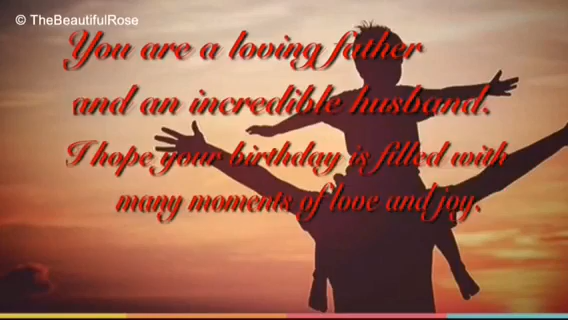 © TheBeautifulRose
You are a loving father
and an incredible husband.
I hope your birthday is filled with
many moments of love and joy.